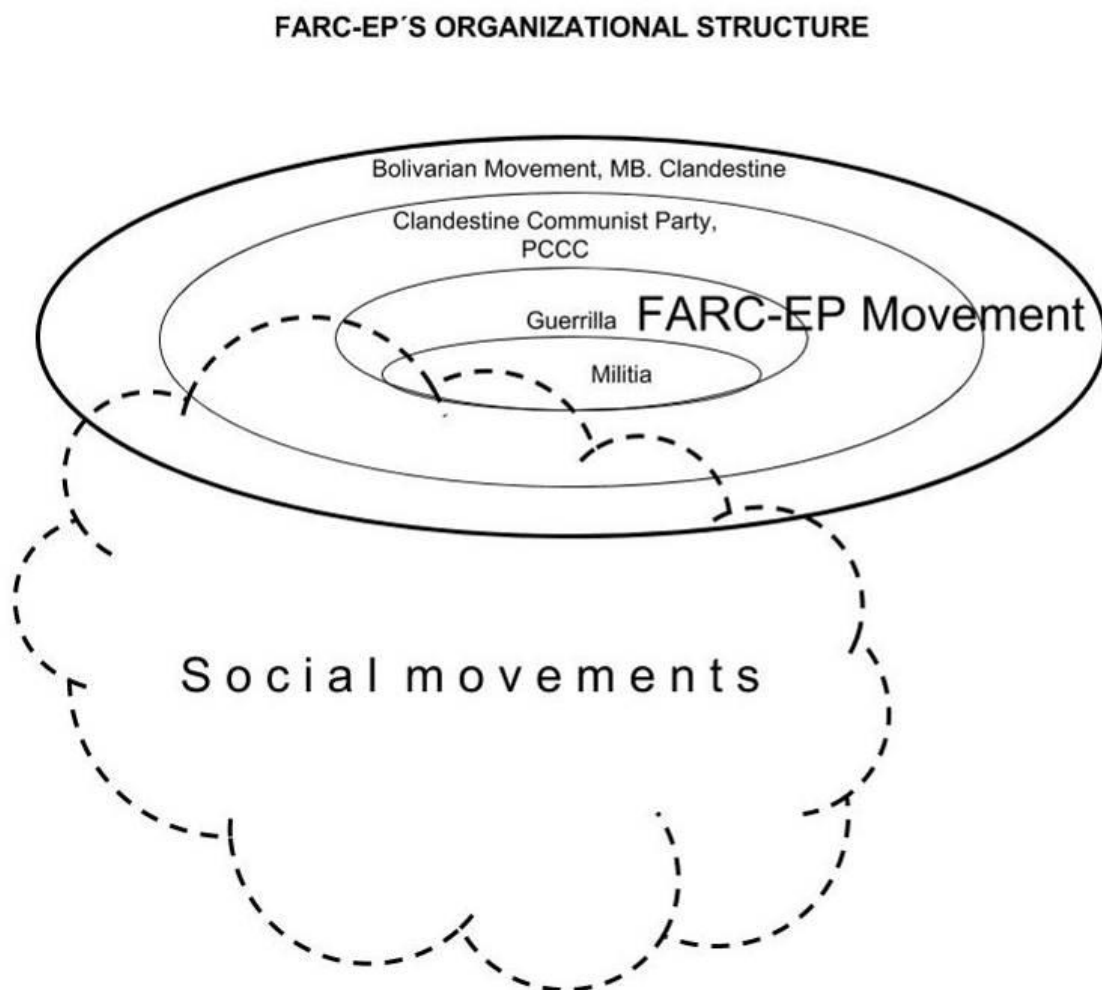 FARC-EP´S ORGANIZATIONAL STRUCTURE
Bolivarian Movement, MB. Clandestine
Clandestine Communist Party,
PCCC
Guerrilla
FARC-EP Movement
Militia
Social movements